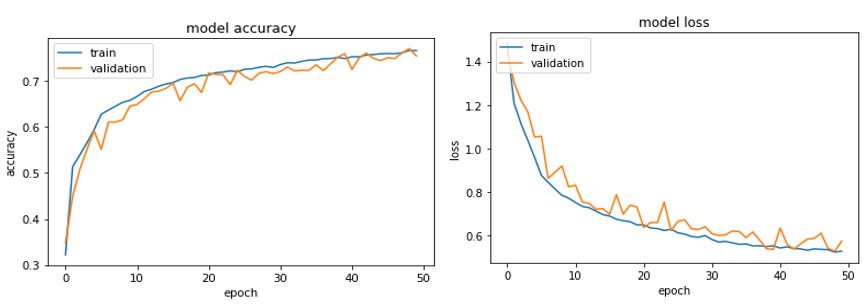 model accuracy
train
validation
0.7
0.6
0.5
0.4
0.3
accuracy
0
10
20
30
40
50
epoch
model loss
train
validation
1.4
1.2
1.0
0.8
0.6
loss
0
10
20
30
40
50
epoch